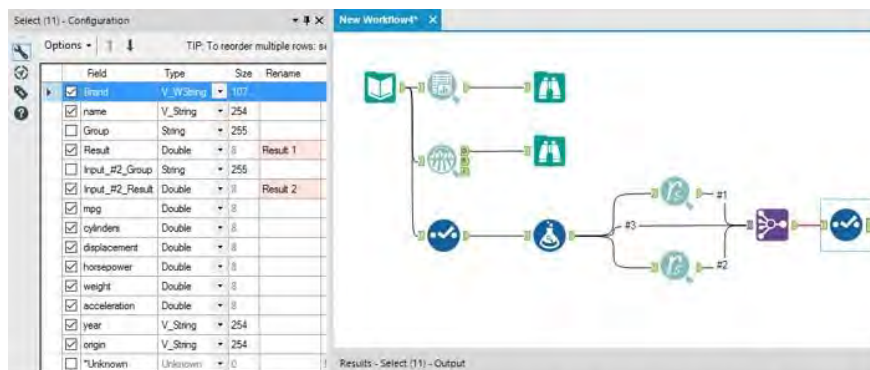 Select (11) - Configuration
New Workflow4*
Options
TIP: To reorder multiple rows: se
Field Type Size Rename
Brand V_WString 107
name V_String 254
Group String 255
Result Double 8 Result 1
Input_#2_Group String 255
Input_#2_Result Double 8 Result 2
mpg Double 8
cylinders Double 8
displacement Double 8
horsepower Double 8
weight Double 8
acceleration Double 8
year V_String 254
origin V_String 254
*Unknown Unknown 0
#1
#3
#2
Results - Select (11) - Output